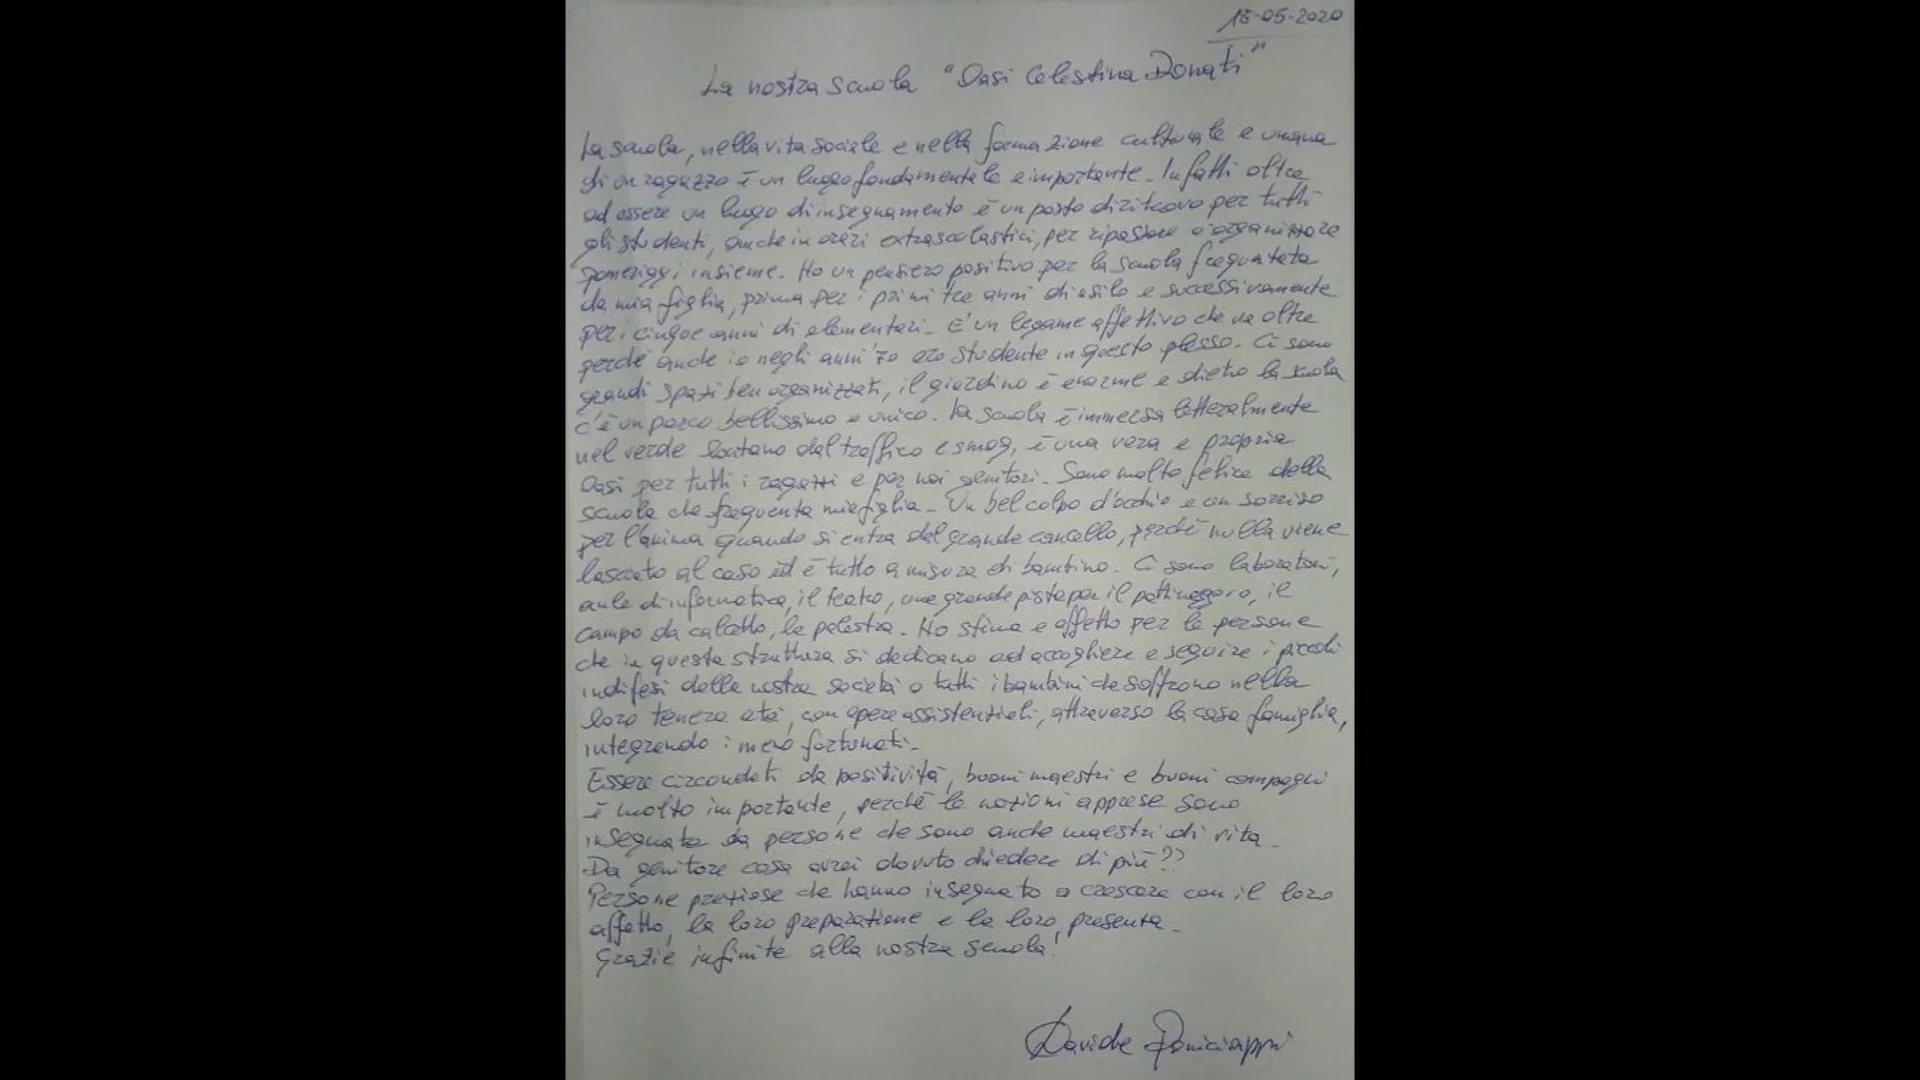 15-05-2020
La nostra scuola "Oasi Celestina Donati"
La scuola, nella vita sociale e nella formazione culturale e umana
di un ragazzo è un luogo fondamentale e importante. Infatti oltre
ad essere un luogo di insegnamento è un posto di ritrovo per tutti
gli studenti, anche in orari extrascolastici, per ripassare o organizzare
pomeriggi insieme. Ho un pensiero positivo per la scuola frequentata
da mia figlia, prima per i primi tre anni di asilo e successivamente
per i cinque anni di elementari. E' un legame affettivo che va oltre
perché anche io negli anni '70 ero studente in questo plesso. Ci sono
grandi spazi ben organizzati, il giardino è enorme e dietro la scuola
c'è un parco bellissimo e unico. La scuola è immersa letteralmente
nel verde lontano dal traffico e smog, è una vera e propria
Oasi per tutti i ragazzi e per noi genitori. Sono molto felice della
scuola che frequenta mia figlia. Un bel colpo d'occhio e un sorriso
per l'anima quando si entra dal grande cancello, perché nulla viene
lasciato al caso ed è tutto a misura di bambino. Ci sono laboratori,
aule di informatica, il teatro, una grande pista per il pattinaggio, il
campo da calcetto, la palestra. Ho stima e affetto per le persone
che in questa struttura si dedicano ad accogliere e seguire i piccoli
indifesi della nostra società o tutti i bambini che soffrono nella
loro tenera età, con opere assistenziali, attraverso la casa famiglia,
integrando i meno fortunati.
Essere circondati da positività, buoni maestri e buoni compagni
è molto importante, perché le nozioni apprese sono
insegnate da persone che sono anche maestri di vita.
Da genitore cosa avrei dovuto chiedere di più??
Persone preziose che hanno insegnato a crescere con il loro
affetto, la loro preparazione e la loro presenza.
Grazie infinite alla nostra scuola!
Davide